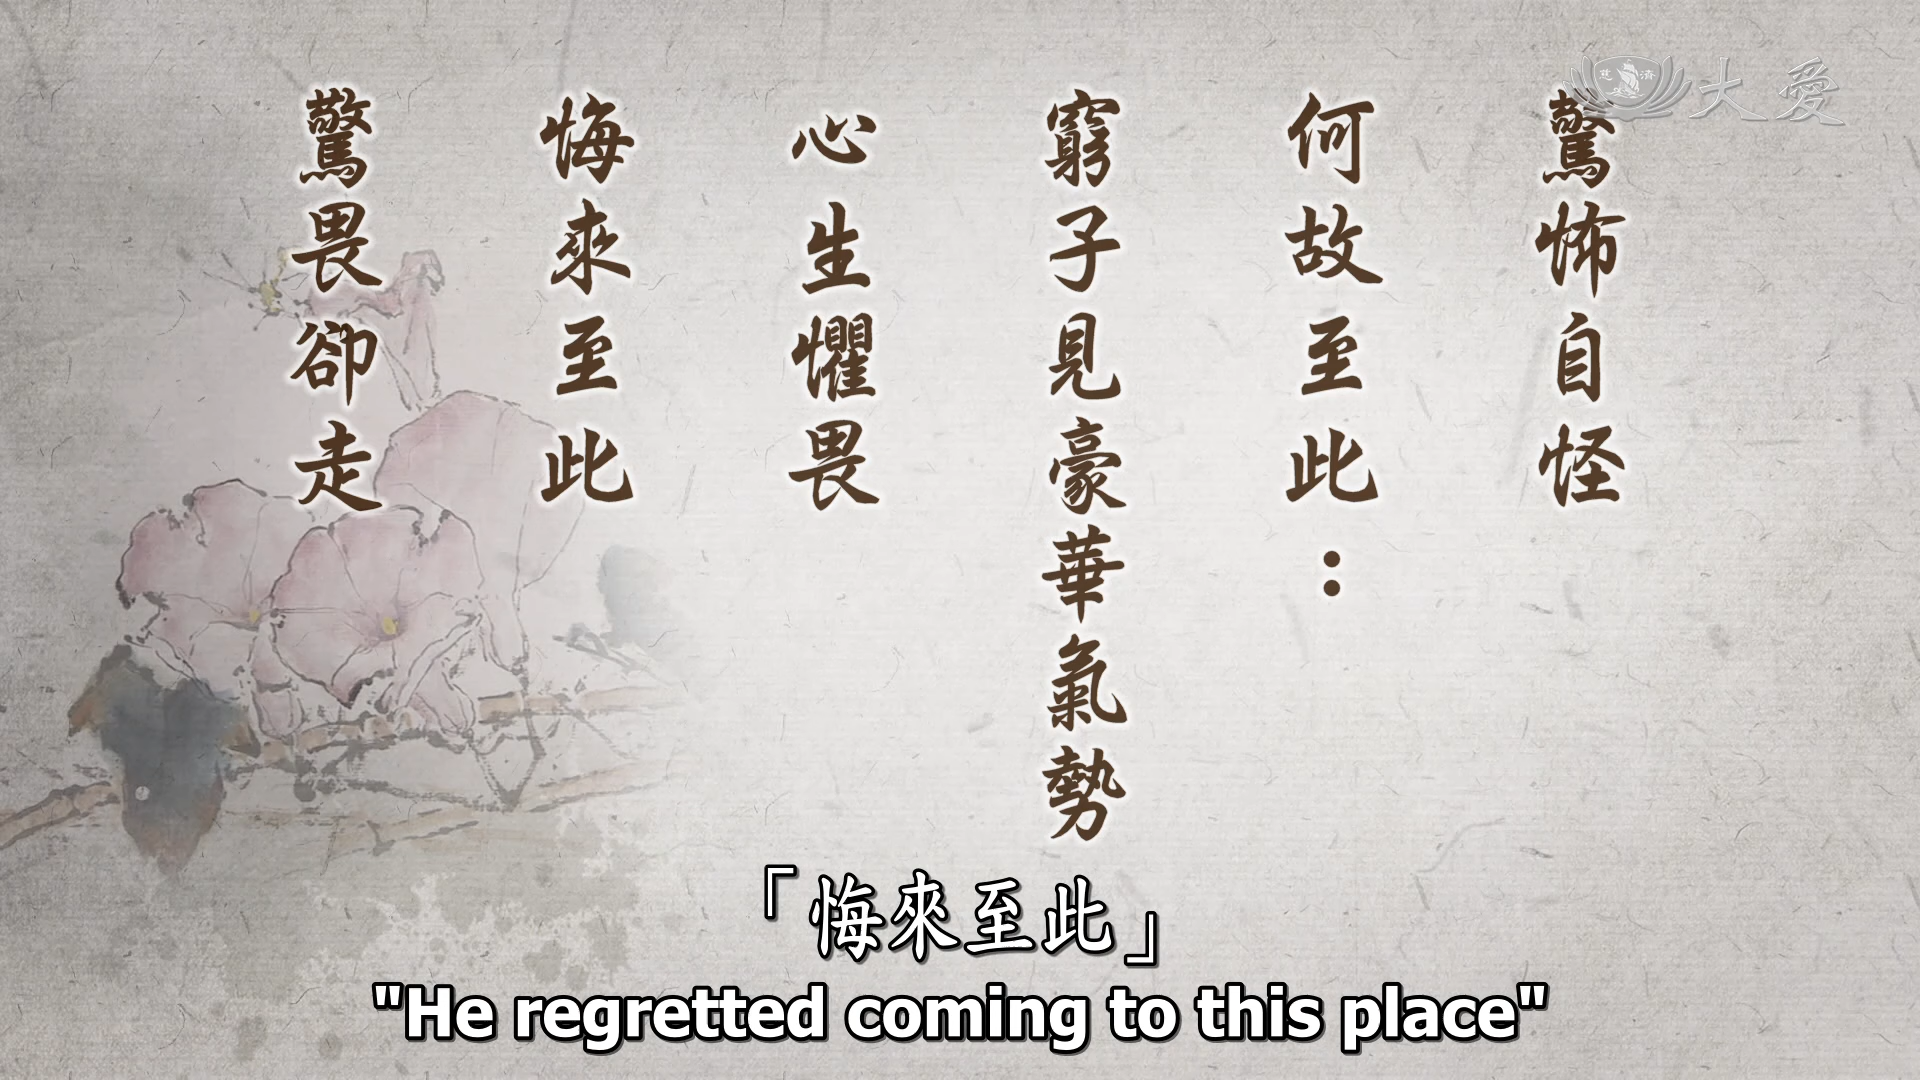 驚怖自怪
何故至此：
窮子見豪華氣勢
心生懼畏
悔來至此
驚畏卻走
慈濟
大愛
「悔來至此」
"He regretted coming to this place"